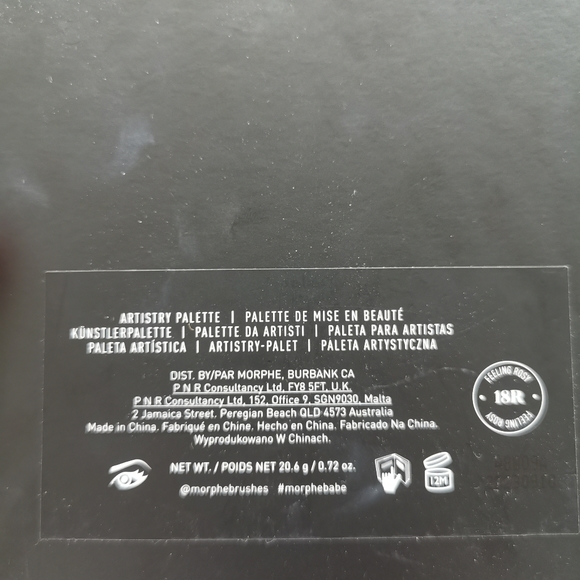 ARTISTRY PALETTE | PALETTE DE MISE EN BEAUTÉ
KÜNSTLERPALETTE | PALETTE DA ARTISTI | PALETA PARA ARTISTAS
PALETA ARTÍSTICA | ARTISTRY-PALET | PALETA ARTYSTYCZNA
DIST. BY/PAR MORPHE, BURBANK CA
P N R Consultancy Ltd, FY8 5FT, U.K.
P N R Consultancy Ltd, 152, Office 9, SGN9030, Malta
2 Jamaica Street. Peregian Beach QLD 4573 Australia
Made in China. Fabriqué en Chine. Hecho en China. Fabricado Na China.
Wyprodukowano W Chinach.
FEELING ROSY
18R
FEELING ROSY
NET WT. / POIDS NET 20.6 g / 0.72 oz.
12M
@morphebrushes #morphebabe